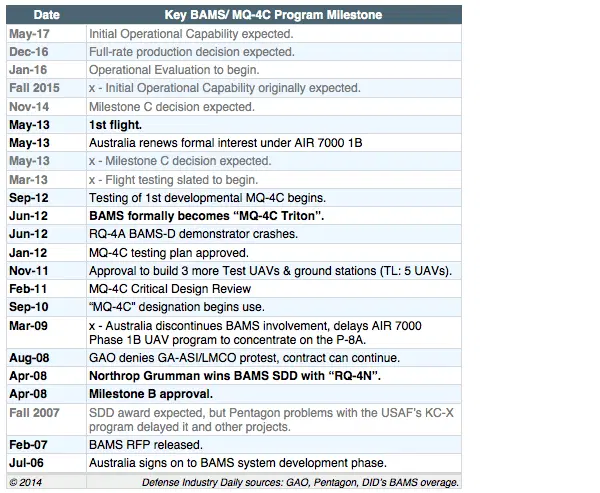 Date Key BAMS/ MQ-4C Program Milestone
May-17 Initial Operational Capability expected.
Dec-16 Full-rate production decision expected.
Jan-16 Operational Evaluation to begin.
Fall 2015 x - Initial Operational Capability originally expected.
Nov-14 Milestone C decision expected.
May-13 1st flight.
May-13 Australia renews formal interest under AIR 7000 1B
May-13 x - Milestone C decision expected.
Mar-13 x - Flight testing slated to begin.
Sep-12 Testing of 1st developmental MQ-4C begins.
Jun-12 BAMS formally becomes “MQ-4C Triton”.
Jun-12 RQ-4A BAMS-D demonstrator crashes.
Jan-12 MQ-4C testing plan approved.
Nov-11 Approval to build 3 more Test UAVs & ground stations (TL: 5 UAVs).
Feb-11 MQ-4C Critical Design Review
Sep-10 “MQ-4C” designation begins use.
Mar-09 x - Australia discontinues BAMS involvement, delays AIR 7000
Phase 1B UAV program to concentrate on the P-8A.
Aug-08 GAO denies GA-ASI/LMCO protest, contract can continue.
Apr-08 Northrop Grumman wins BAMS SDD with “RQ-4N”.
Apr-08 Milestone B approval.
Fall 2007 SDD award expected, but Pentagon problems with the USAF’s KC-X
program delayed it and other projects.
Feb-07 BAMS RFP released.
Jul-06 Australia signs on to BAMS system development phase.
© 2014 Defense Industry Daily sources: GAO, Pentagon, DID’s BAMS overage.